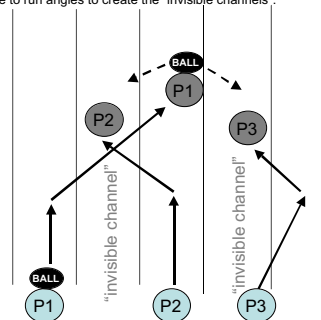 e to run angles to create the "invisible channels".
BALL
P1
P2
P3
"invisible channel"
"invisible channel"
BALL
P1
P2
P3